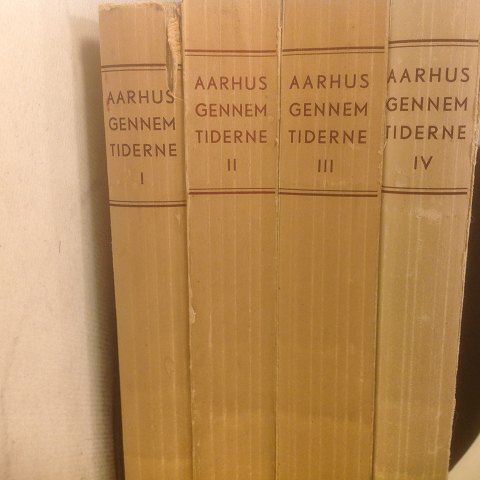 AARHUS
GENNEM
TIDERNE
I
AARHUS
GENNEM
TIDERNE
II
AARHUS
GENNEM
TIDERNE
III
AARHUS
GENNEM
TIDERNE
IV